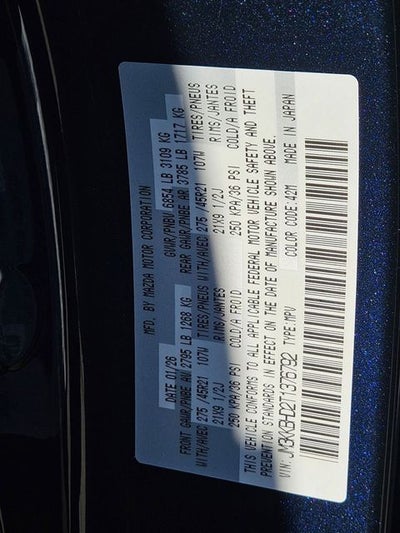 MFD. BY MAZDA MOTOR CORPORATION
DATE 01/26 GVWR/PNBV 6854 LB 3109 KG
FRONT GAWR/PNBE AV 2795 LB 1268 KG REAR GAWR/PNBE AR 3785 LB 1717 KG
WITH/AVEC 275 /45R21 107W TIRES/PNEUS WITH/AVEC 275 /45R21 107W TIRES/PNEUS
21X9 1/2J RIMS/JANTES 21X9 1/2J RIMS/JANTES
250 KPA/36 PSI COLD/A FROID 250 KPA/36 PSI COLD/A FROID
THIS VEHICLE CONFORMS TO ALL APPLICABLE FEDERAL MOTOR VEHICLE SAFETY AND THEFT
PREVENTION STANDARDS IN EFFECT ON THE DATE OF MANUFACTURE SHOWN ABOVE.
VIN: JM3KKBHD2T1376792 TYPE:MPV COLOR CODE:42M MADE IN JAPAN